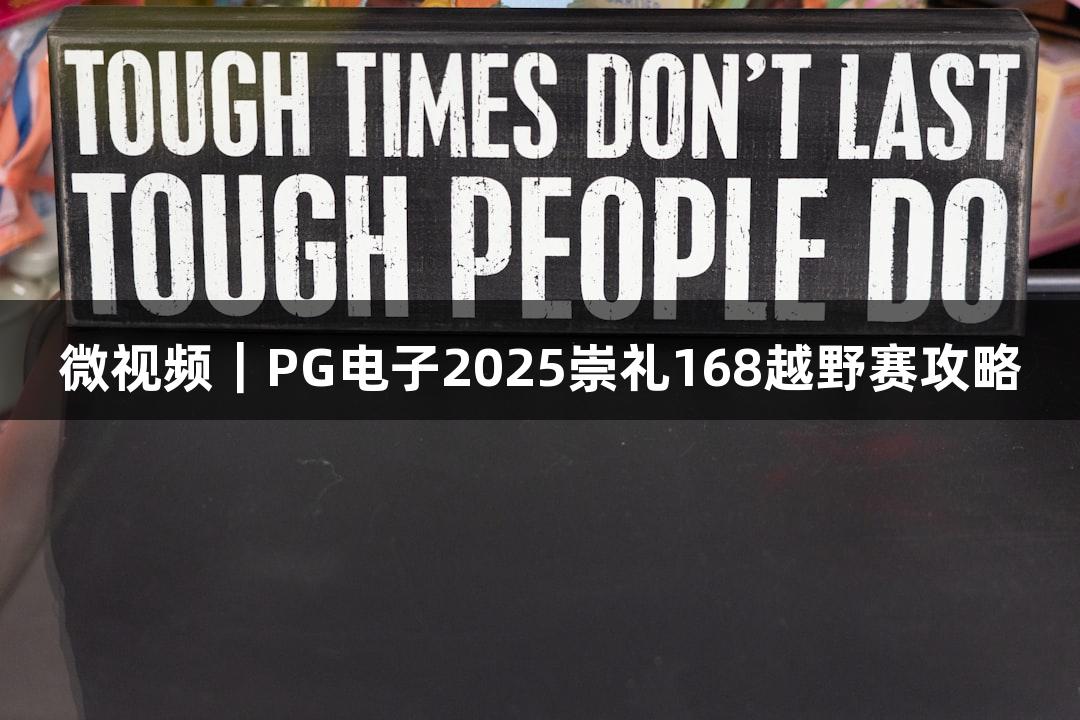 TOUGH TIMES DON'T LAST
TOUGH PEOPLE DO
微视频｜PG电子2025崇礼168越野赛攻略